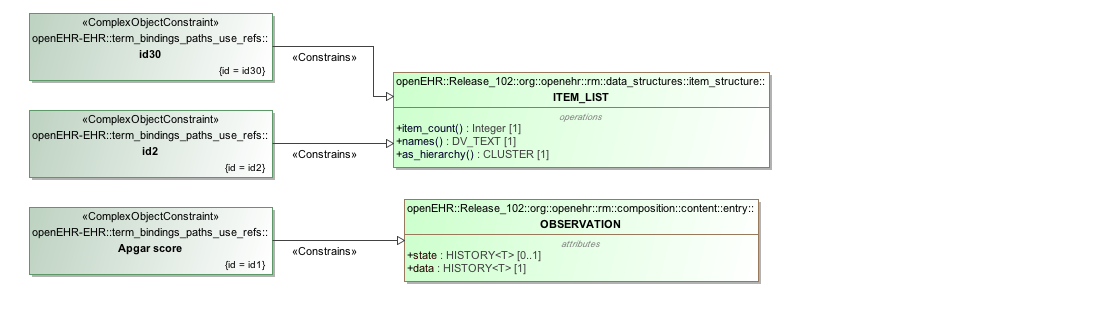 «ComplexObjectConstraint»
openEHR-EHR::term_bindings_paths_use_refs::
id30
{id = id30}
«Constrains»
openEHR::Release_102::org::openehr::rm::data_structures::item_structure::
ITEM_LIST
operations
+item_count() : Integer [1]
+names() : DV_TEXT [1]
+as_hierarchy() : CLUSTER [1]
«ComplexObjectConstraint»
openEHR-EHR::term_bindings_paths_use_refs::
id2
{id = id2}
«Constrains»
«ComplexObjectConstraint»
openEHR-EHR::term_bindings_paths_use_refs::
Apgar score
{id = id1}
«Constrains»
openEHR::Release_102::org::openehr::rm::composition::content::entry::
OBSERVATION
attributes
+state : HISTORY<T> [0..1]
+data : HISTORY<T> [1]